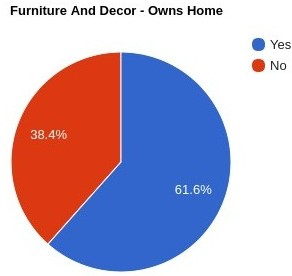 Furniture And Decor - Owns Home
Yes
No
38.4%
61.6%